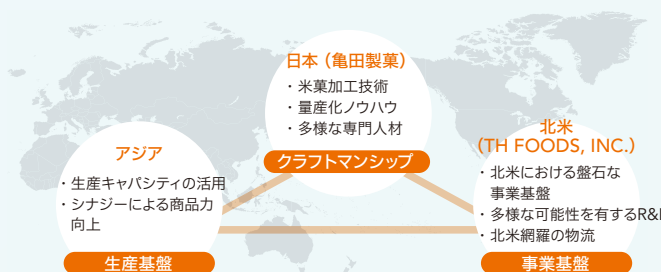 日本（亀田製菓）
・米菓加工技術
・量産化ノウハウ
・多様な専門人材
クラフトマンシップ
アジア
・生産キャパシティの活用
・シナジーによる商品力
向上
生産基盤
北米
（TH FOODS, INC.）
・北米における盤石な
事業基盤
・多様な可能性を有するR&
・北米網羅の物流
事業基盤